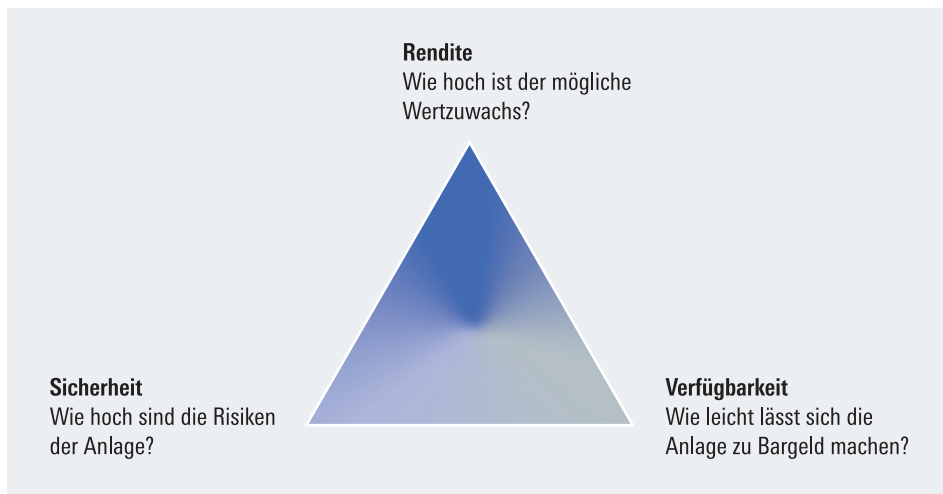 Rendite
Wie hoch ist der mögliche
Wertzuwachs?
Sicherheit
Wie hoch sind die Risiken
der Anlage?
Verfügbarkeit
Wie leicht lässt sich die
Anlage zu Bargeld machen?